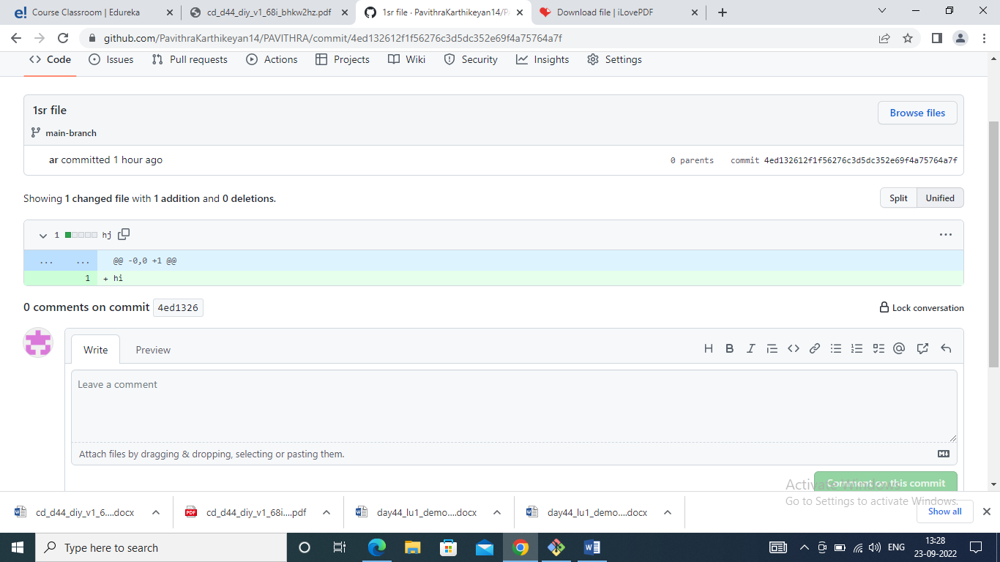 Course Classroom | Edureka
cd_d44_diy_v1_68i_bhkw2hz.pdf
1sr file · PavithraKarthikeyan14/P
Download file | iLovePDF
github.com/PavithraKarthikeyan14/PAVITHRA/commit/4ed132612f1f56276c3d5dc352e69f4a75764a7f
Code Issues Pull requests Actions Projects Wiki Security Insights Settings
1sr file
Browse files
main-branch
ar committed 1 hour ago
0 parents commit 4ed132612f1f56276c3d5dc352e69f4a75764a7f
Showing 1 changed file with 1 addition and 0 deletions.
Split Unified
1 hj
... ... @@ -0,0 +1 @@
1 + hi
0 comments on commit 4ed1326
Lock conversation
Write Preview
Leave a comment
Attach files by dragging & dropping, selecting or pasting them.
Comment on this commit
Activate Windows
Go to Settings to activate Windows.
cd_d44_diy_v1_6....docx
cd_d44_diy_v1_68i....pdf
day44_lu1_demo....docx
day44_lu1_demo....docx
Show all
Type here to search
ENG
13:28
23-09-2022